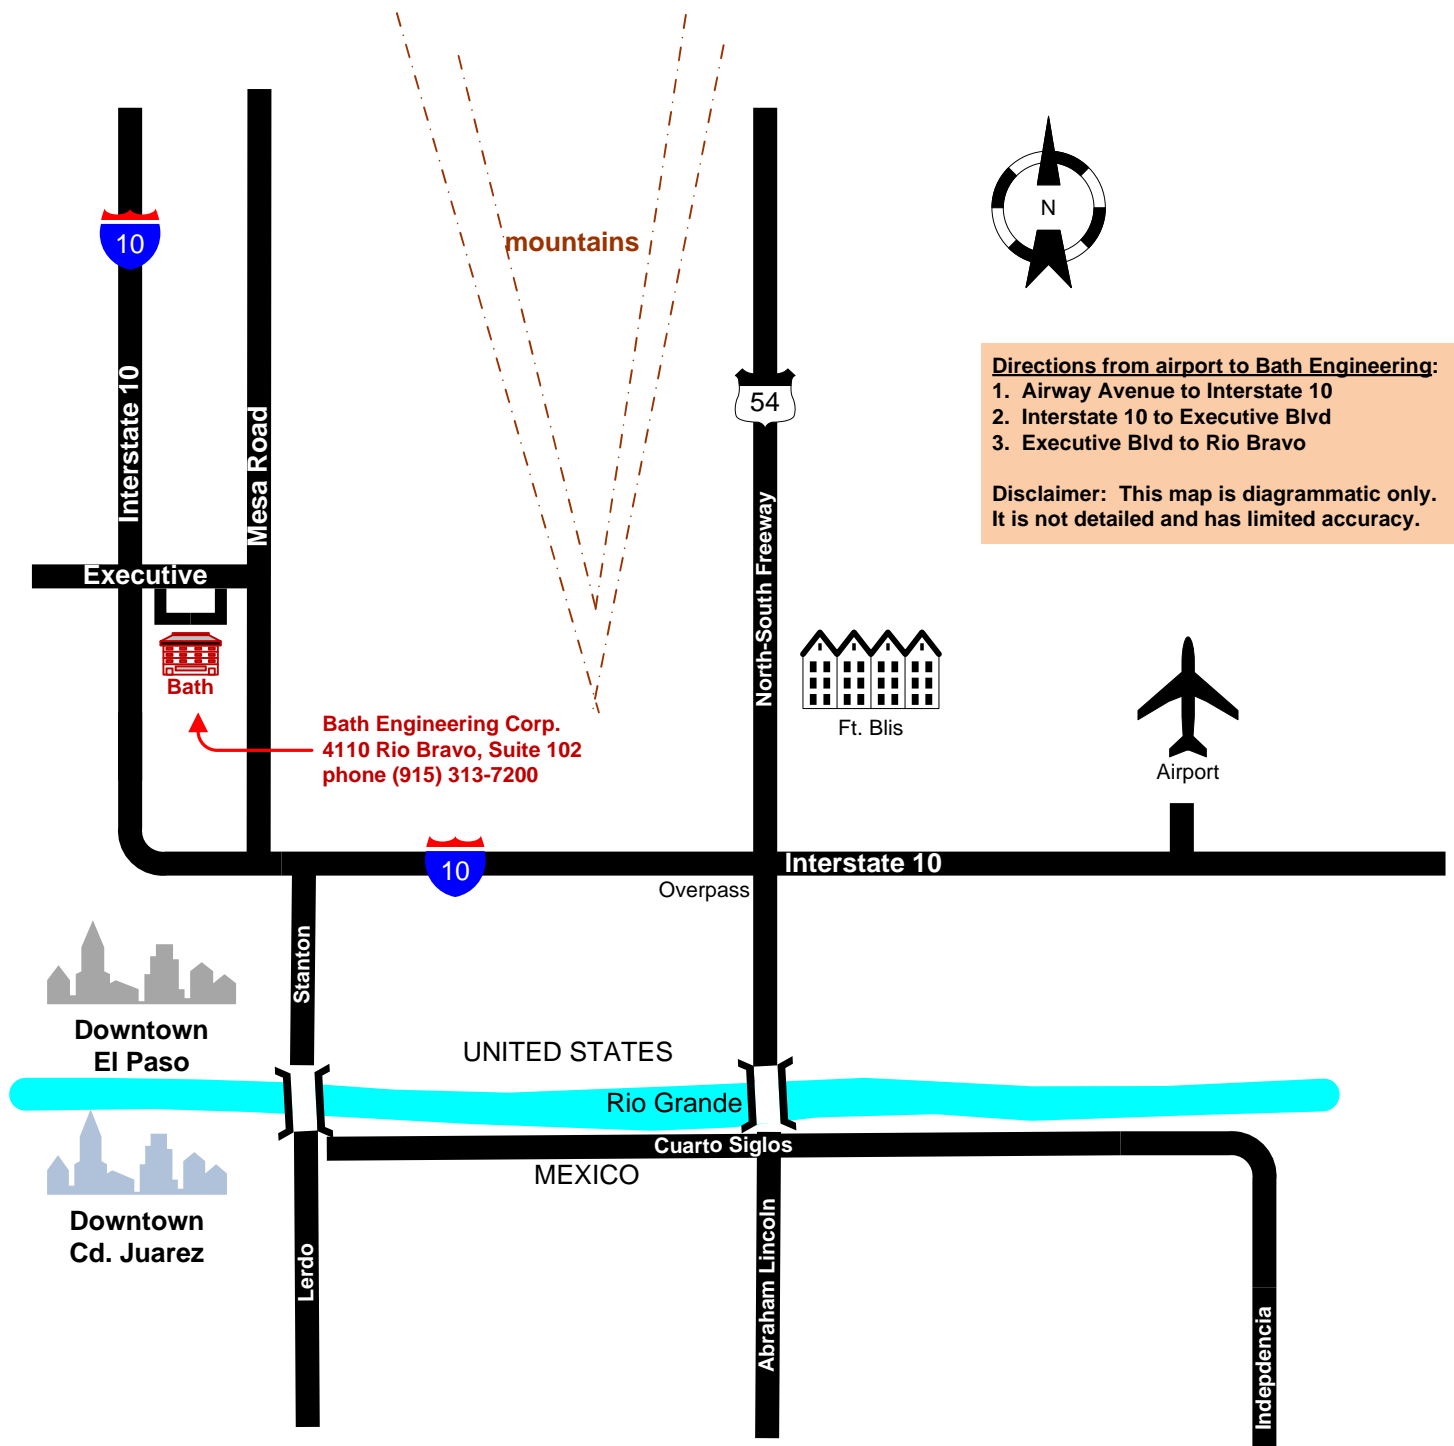 10
Interstate 10
Mesa Road
mountains
54
North-South Freeway
N
Directions from airport to Bath Engineering:
1. Airway Avenue to Interstate 10
2. Interstate 10 to Executive Blvd
3. Executive Blvd to Rio Bravo
Disclaimer: This map is diagrammatic only.
It is not detailed and has limited accuracy.
Executive
Bath
Bath Engineering Corp.
4110 Rio Bravo, Suite 102
phone (915) 313-7200
Ft. Blis
Airport
10
Interstate 10
Overpass
Stanton
Downtown
El Paso
UNITED STATES
Rio Grande
Cuarto Siglos
MEXICO
Downtown
Cd. Juarez
Lerdo
Abraham Lincoln
Indepdencia